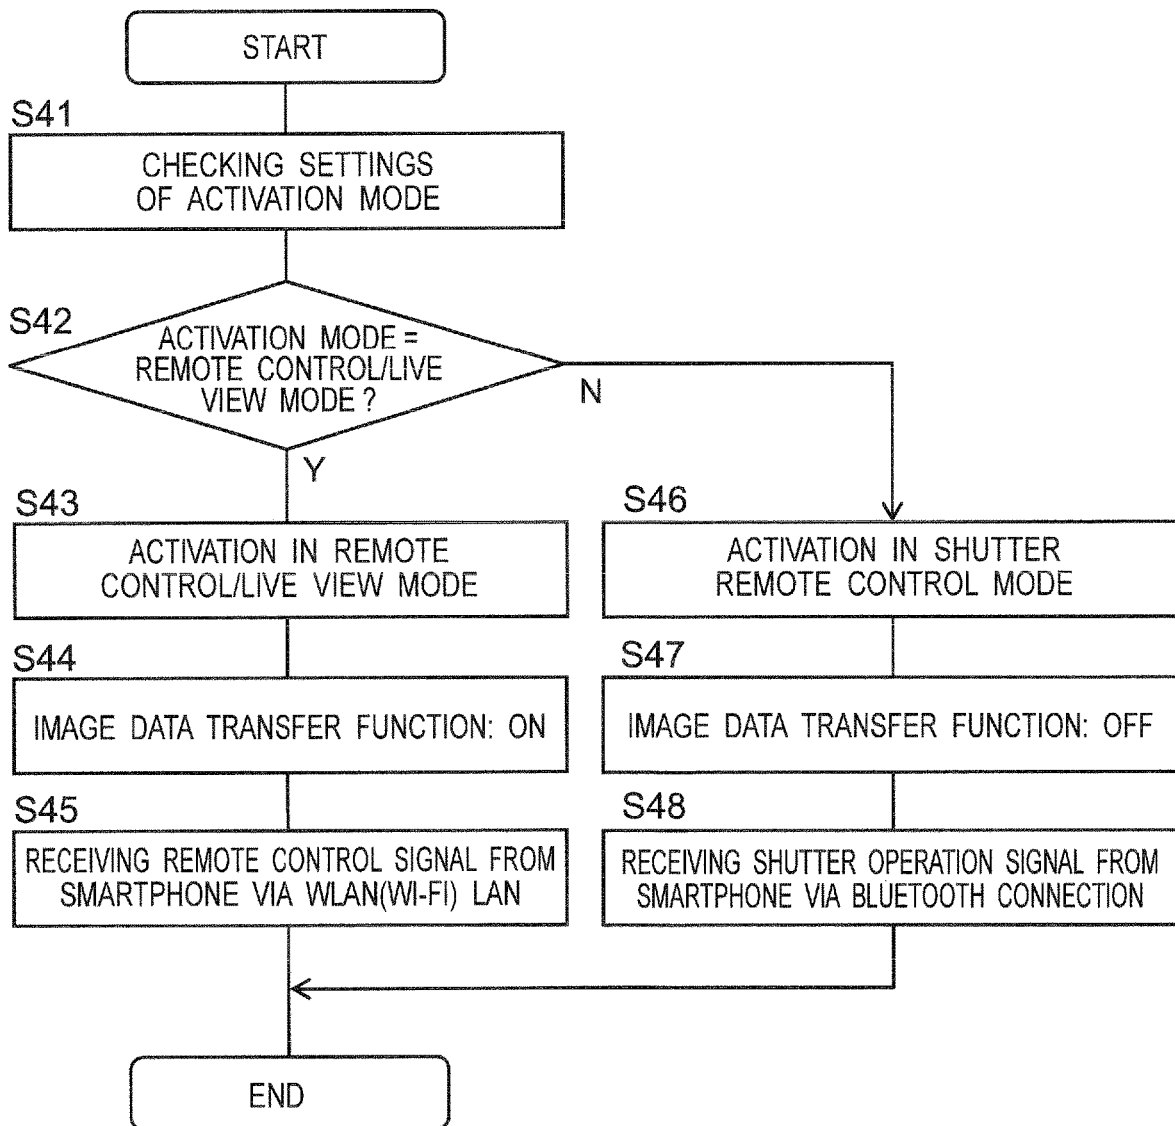 START
S41
CHECKING SETTINGS
OF ACTIVATION MODE
S42
ACTIVATION MODE =
REMOTE CONTROL/LIVE
VIEW MODE ?
N
Y
S43
ACTIVATION IN REMOTE
CONTROL/LIVE VIEW MODE
S44
IMAGE DATA TRANSFER FUNCTION: ON
S45
RECEIVING REMOTE CONTROL SIGNAL FROM
SMARTPHONE VIA WLAN(WI-FI) LAN
S46
ACTIVATION IN SHUTTER
REMOTE CONTROL MODE
S47
IMAGE DATA TRANSFER FUNCTION: OFF
S48
RECEIVING SHUTTER OPERATION SIGNAL FROM
SMARTPHONE VIA BLUETOOTH CONNECTION
END